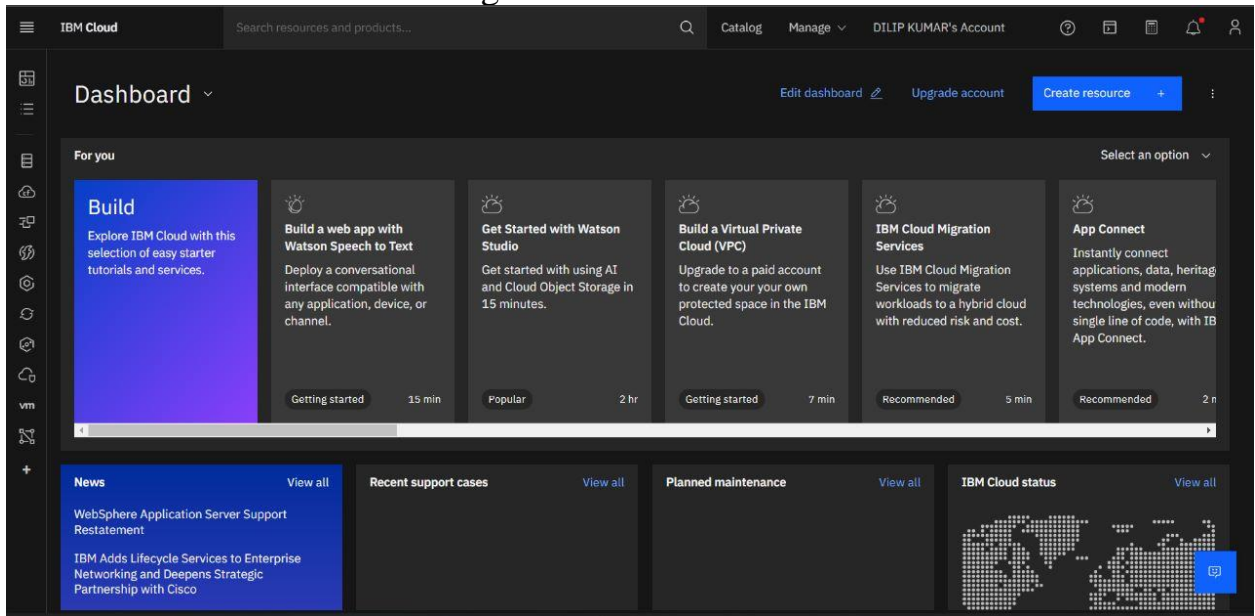 IBM Cloud
Search resources and products...
Catalog
Manage
DILIP KUMAR's Account
Dashboard
Edit dashboard
Upgrade account
Create resource +
For you
Select an option
Build
Explore IBM Cloud with this
selection of easy starter
tutorials and services.
Build a web app with
Watson Speech to Text
Deploy a conversational
interface compatible with
any application, device, or
channel.
Getting started
15 min
Get Started with Watson
Studio
Get started with using AI
and Cloud Object Storage in
15 minutes.
Popular
2 hr
Build a Virtual Private
Cloud (VPC)
Upgrade to a paid account
to create your your own
protected space in the IBM
Cloud.
Getting started
7 min
IBM Cloud Migration
Services
Use IBM Cloud Migration
Services to migrate
workloads to a hybrid cloud
with reduced risk and cost.
Recommended
5 min
App Connect
Instantly connect
applications, data, heritag
systems and modern
technologies, even withou
single line of code, with IB
App Connect.
Recommended
2
vm
News
View all
WebSphere Application Server Support
Restatement
IBM Adds Lifecycle Services to Enterprise
Networking and Deepens Strategic
Partnership with Cisco
Recent support cases
View all
Planned maintenance
View all
IBM Cloud status
View all